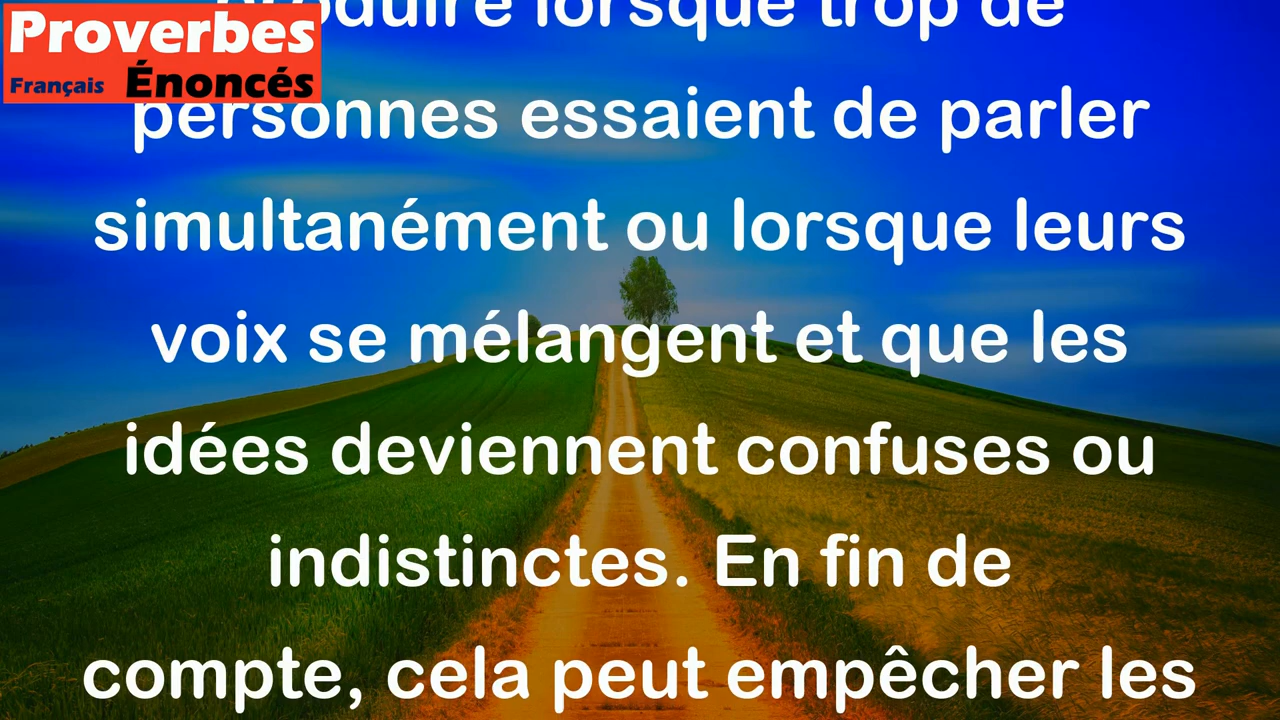 Proverbes
Français Énoncés
produire lorsque trop de
personnes essaient de parler
simultanément ou lorsque leurs
voix se mélangent et que les
idées deviennent confuses ou
indistinctes. En fin de
compte, cela peut empêcher les